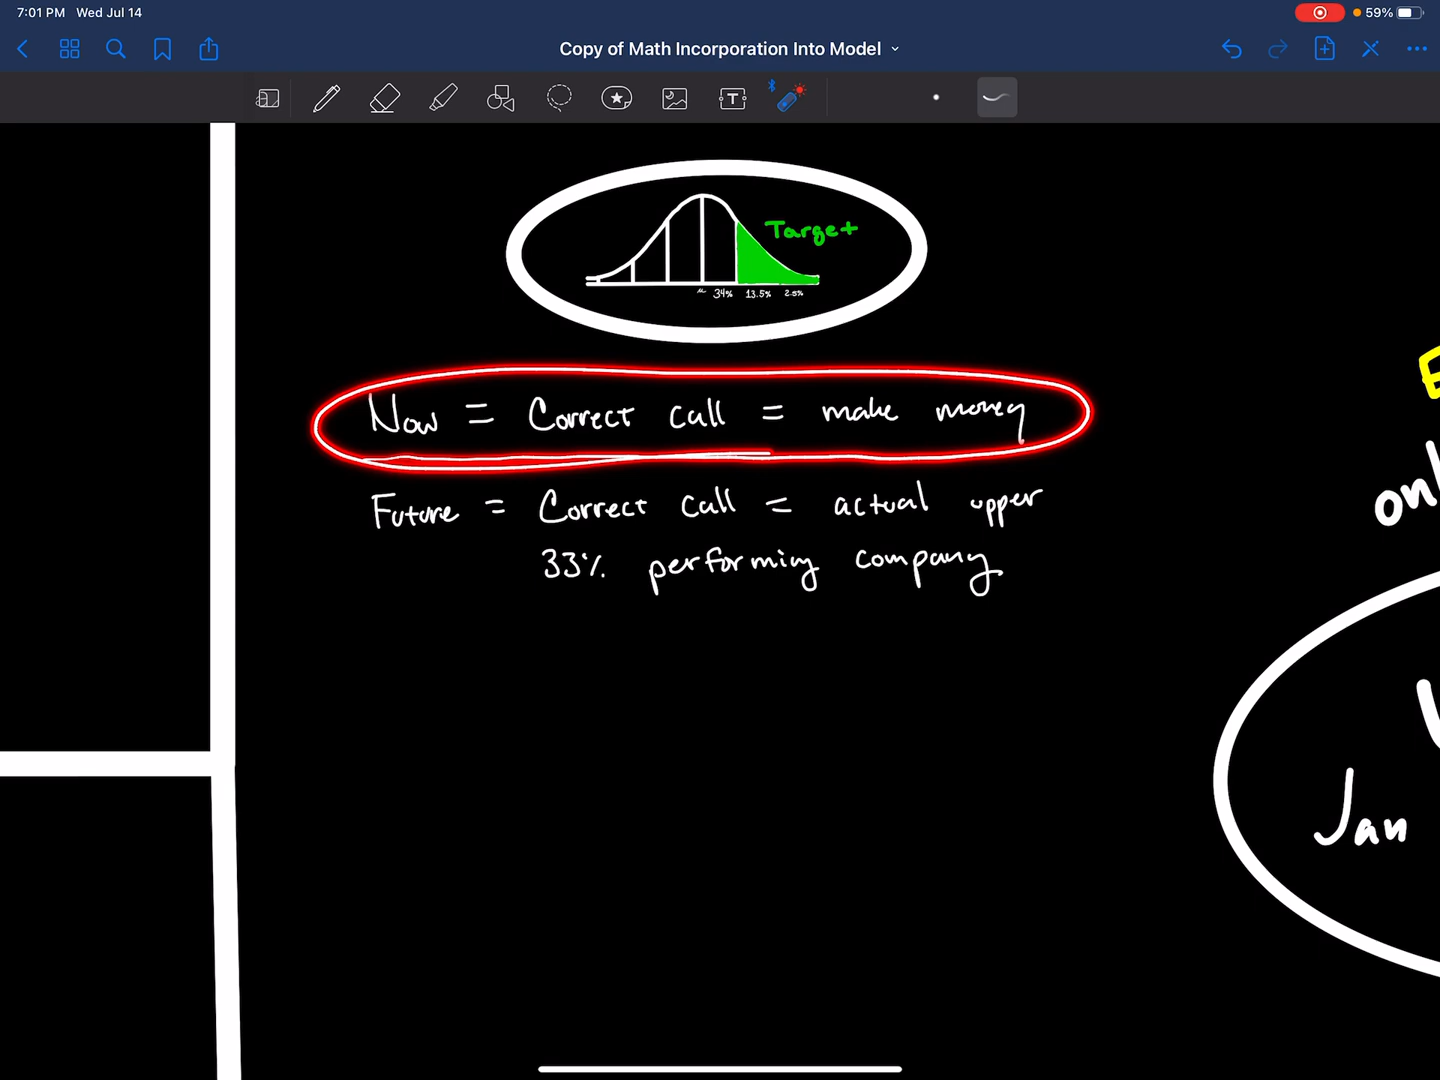 7:01 PM Wed Jul 14
59%
Copy of Math Incorporation Into Model
Target
μ 34% 13.5% 2.5%
Now = Correct call = make money
Future = Correct call = actual upper
33% performing company
Jan